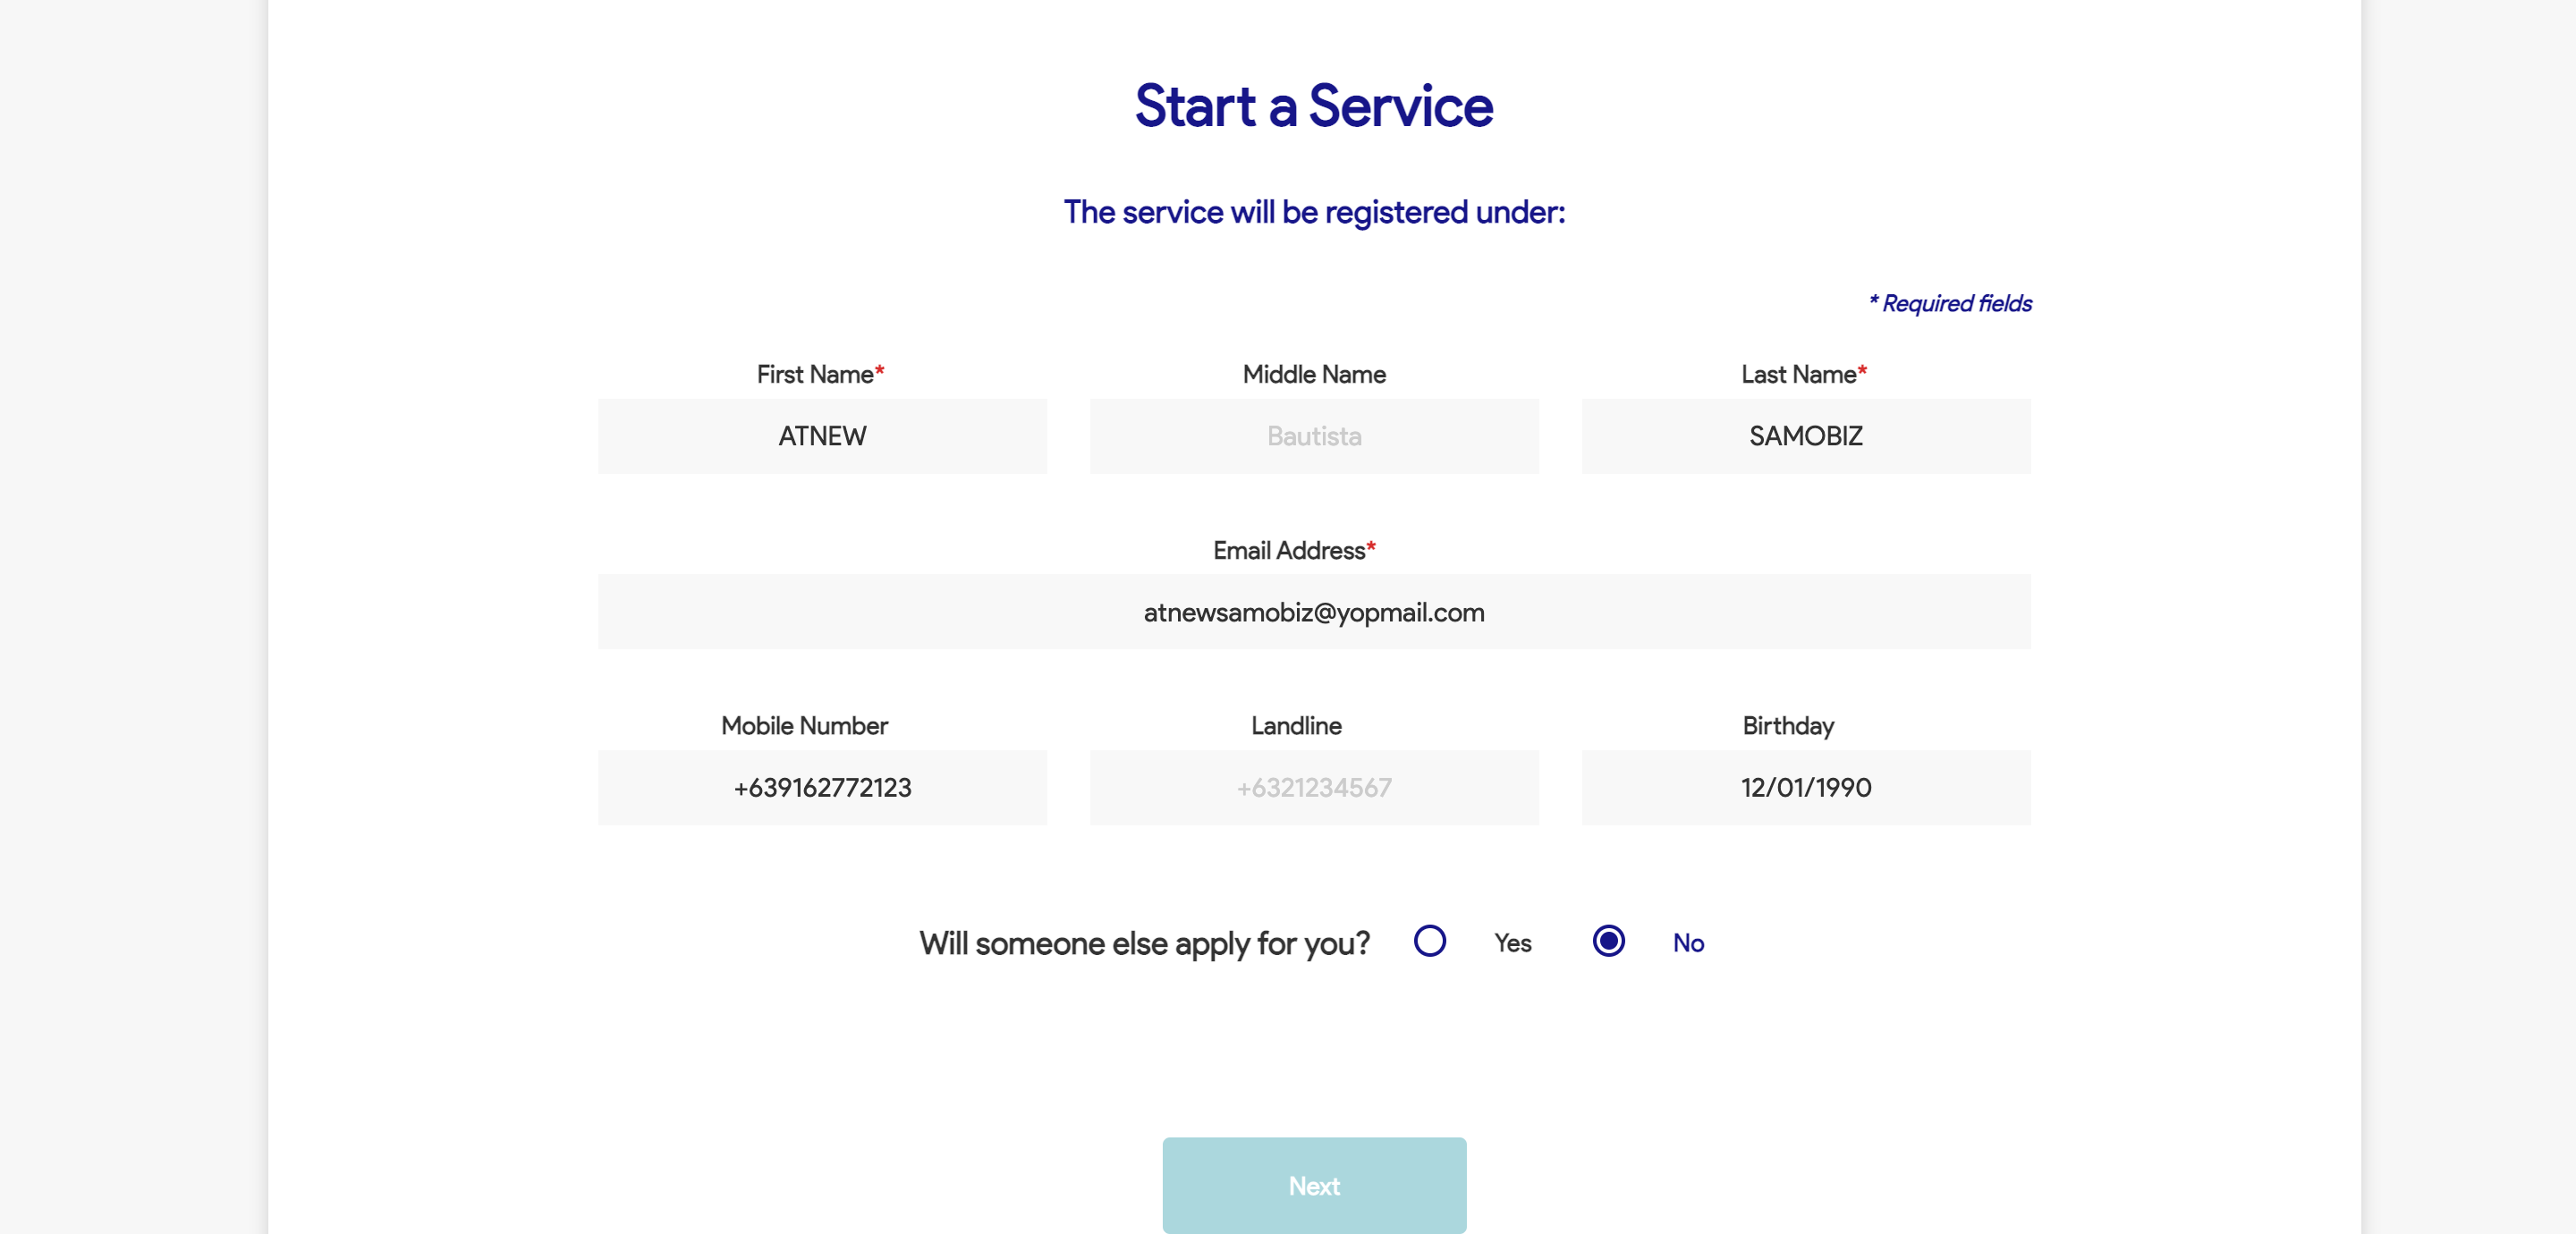 Start a Service
The service will be registered under:
* Required fields
First Name* Middle Name Last Name*
ATNEW Bautista SAMOBIZ
Email Address*
atnewsamobiz@yopmail.com
Mobile Number Landline Birthday
+639162772123 +6321234567 12/01/1990
Will someone else apply for you? Yes No
Next